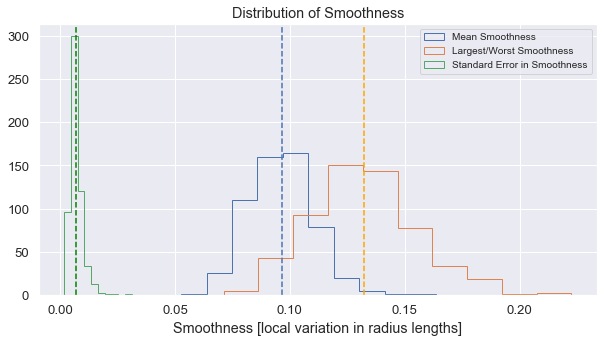 Distribution of Smoothness
Mean Smoothness
Largest/Worst Smoothness
Standard Error in Smoothness
300
250
200
150
100
50
0
0.00 0.05 0.10 0.15 0.20
Smoothness [local variation in radius lengths]